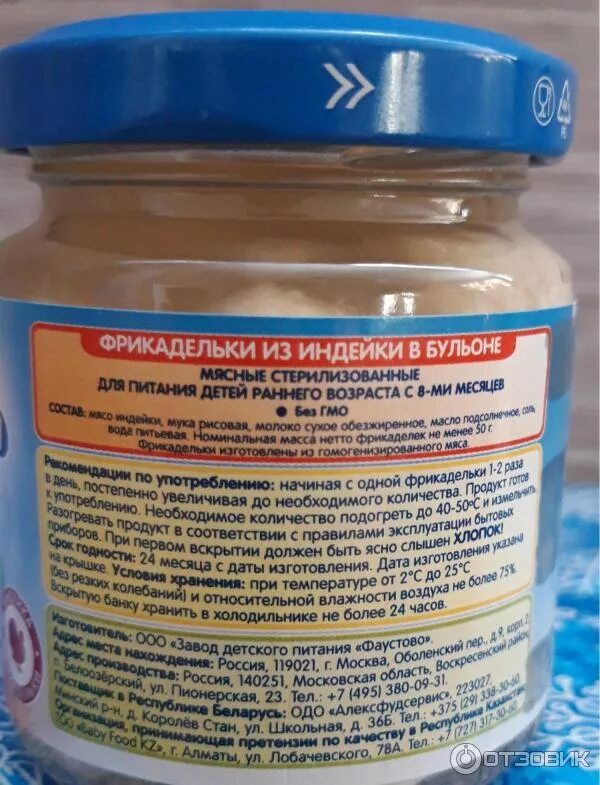 PE
ФРИКАДЕЛЬКИ ИЗ ИНДЕЙКИ В БУЛЬОНЕ
МЯСНЫЕ СТЕРИЛИЗОВАННЫЕ
ДЛЯ ПИТАНИЯ ДЕТЕЙ РАННЕГО ВОЗРАСТА С 8-МИ МЕСЯЦЕВ
● Без ГМО
СОСТАВ: мясо индейки, мука рисовая, молоко сухое обезжиренное, масло подсолнечное, соль,
вода питьевая. Номинальная масса нетто фрикаделек не менее 50 г.
Фрикадельки изготовлены из гомогенизированного мяса.
Рекомендации по употреблению: начиная с одной фрикадельки 1-2 раза
в день, постепенно увеличивая до необходимого количества. Продукт готов
к употреблению. Необходимое количество подогреть до 40-50°С и измельчить.
Разогревать продукт в соответствии с правилами эксплуатации бытовых
приборов. При первом вскрытии должен быть ясно слышен ХЛОПОК!
Срок годности: 24 месяца с даты изготовления. Дата изготовления указана
на крышке. Условия хранения: при температуре от 2°С до 25°С
(без резких колебаний) и относительной влажности воздуха не более 75%.
Вскрытую банку хранить в холодильнике не более 24 часов.
Изготовитель: ООО «Завод детского питания «Фаустово».
Адрес места нахождения: Россия, 119021, г. Москва, Оболенский пер., д.9, корп.2,
Адрес производства: Россия, 140251, Московская область, Воскресенский район,
п. Белоозёрский, ул. Пионерская, 23. Тел.: +7 (495) 380-09-31.
Поставщик в Республике Беларусь: ОДО «Алексфудсервис», 223027,
Минский р-н, д. Королёв Стан, ул. Школьная, д. 36Б. Тел.: +375 (29) 338-30-60.
Организация, принимающая претензии по качеству в Республике Казахстан:
ТОО «Baby Food KZ», г. Алматы, ул. Лобачевского, 78А. Тел.: +7 (727) 317-30-60.
ОТЗОВИК